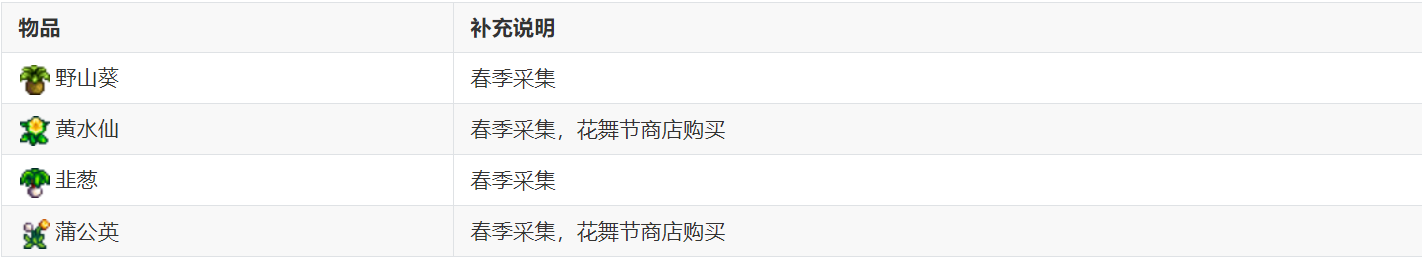 物品 补充说明
野山葵 春季采集
黄水仙 春季采集，花舞节商店购买
韭葱 春季采集
蒲公英 春季采集，花舞节商店购买